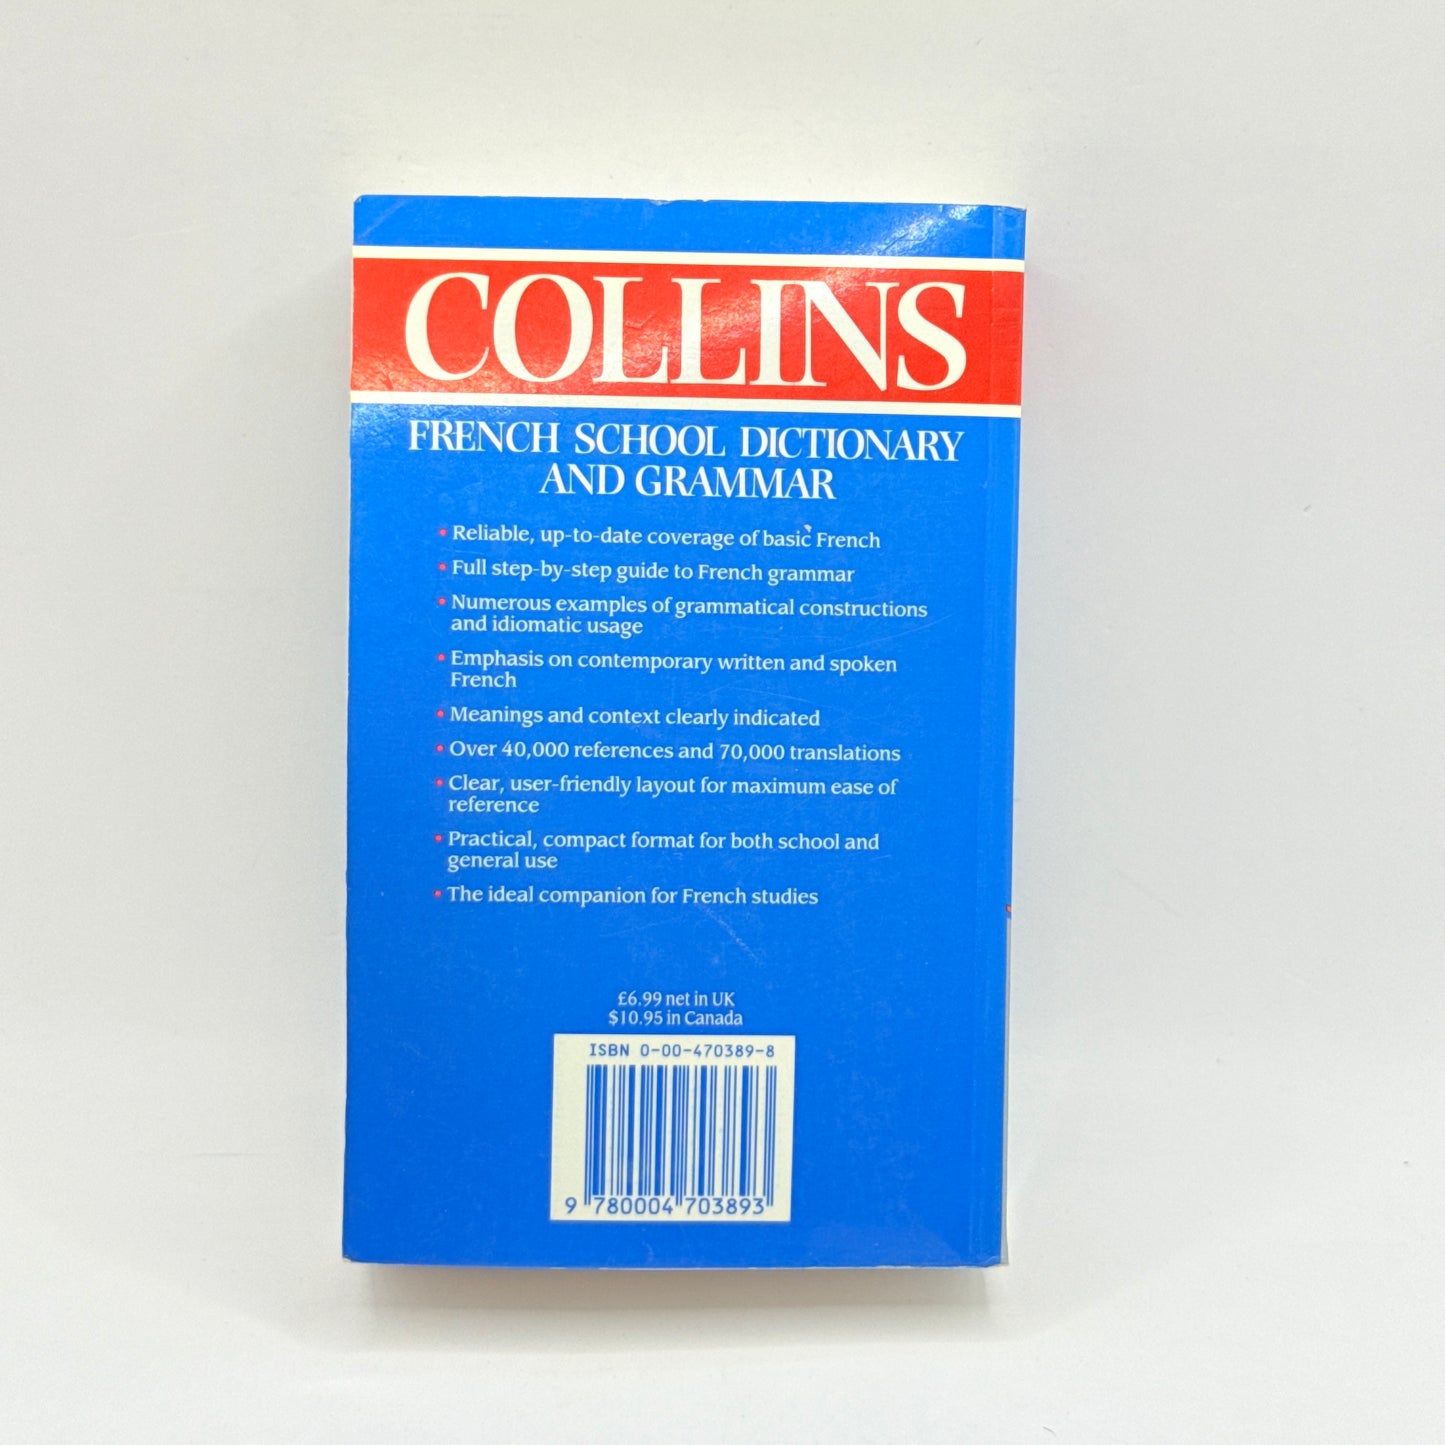 COLLINS
FRENCH SCHOOL DICTIONARY
AND GRAMMAR
• Reliable, up-to-date coverage of basic French
• Full step-by-step guide to French grammar
• Numerous examples of grammatical constructions
and idiomatic usage
• Emphasis on contemporary written and spoken
French
• Meanings and context clearly indicated
• Over 40,000 references and 70,000 translations
• Clear, user-friendly layout for maximum ease of
reference
• Practical, compact format for both school and
general use
• The ideal companion for French studies
£6.99 net in UK
$10.95 in Canada
ISBN 0-00-470389-8
9 780004 703893